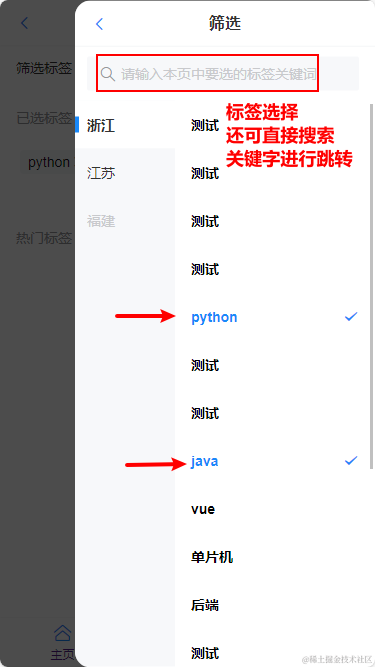 筛选
请输入本页中要选的标签关键词
筛选标签
已选标签
python
热门标签
主页
浙江
江苏
福建
测试
测试
测试
测试
python
测试
测试
java
vue
单片机
后端
测试
标签选择
还可直接搜索
关键字进行跳转
@稀土掘金技术社区